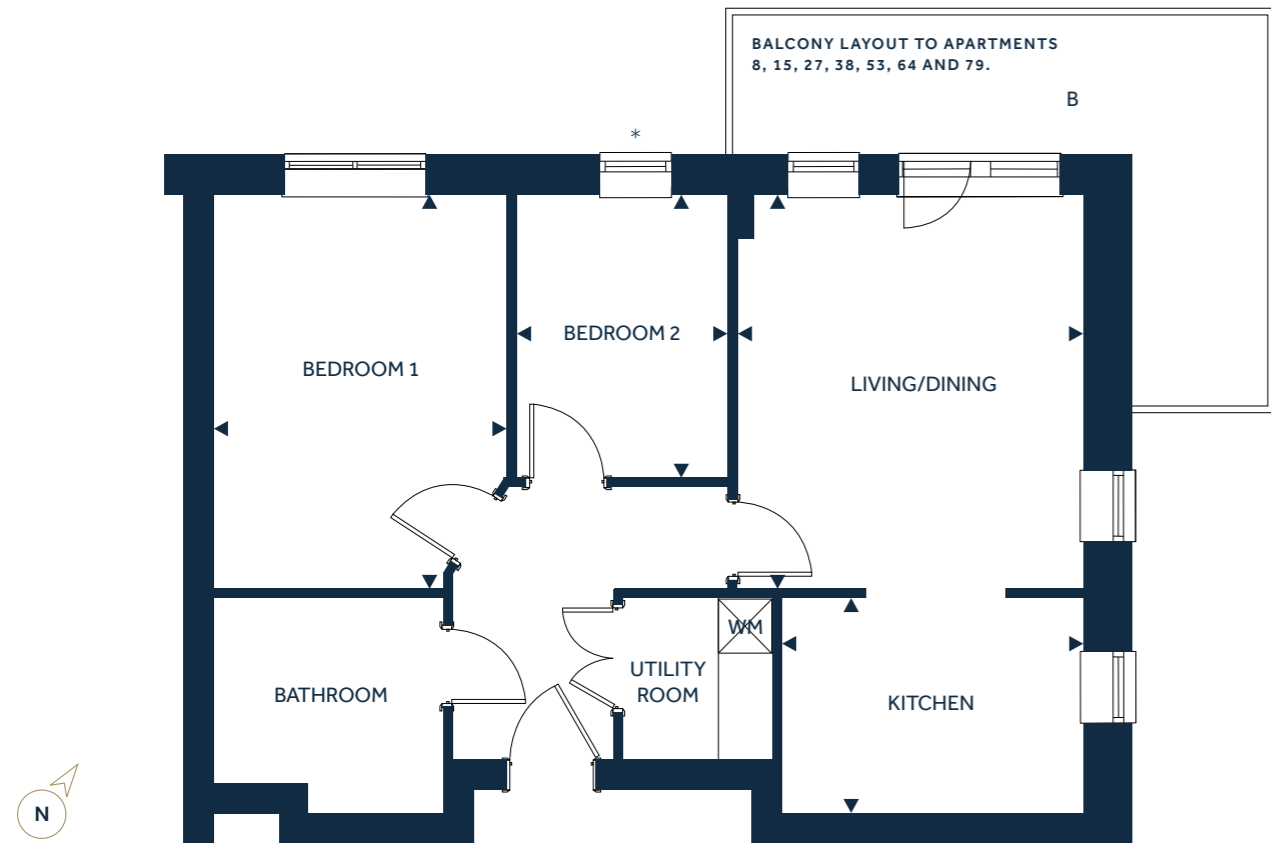 BALCONY LAYOUT TO APARTMENTS
8, 15, 27, 38, 53, 64 AND 79.
B
*
BEDROOM 1
BEDROOM 2
LIVING/DINING
WM
UTILITY
ROOM
BATHROOM
KITCHEN
N